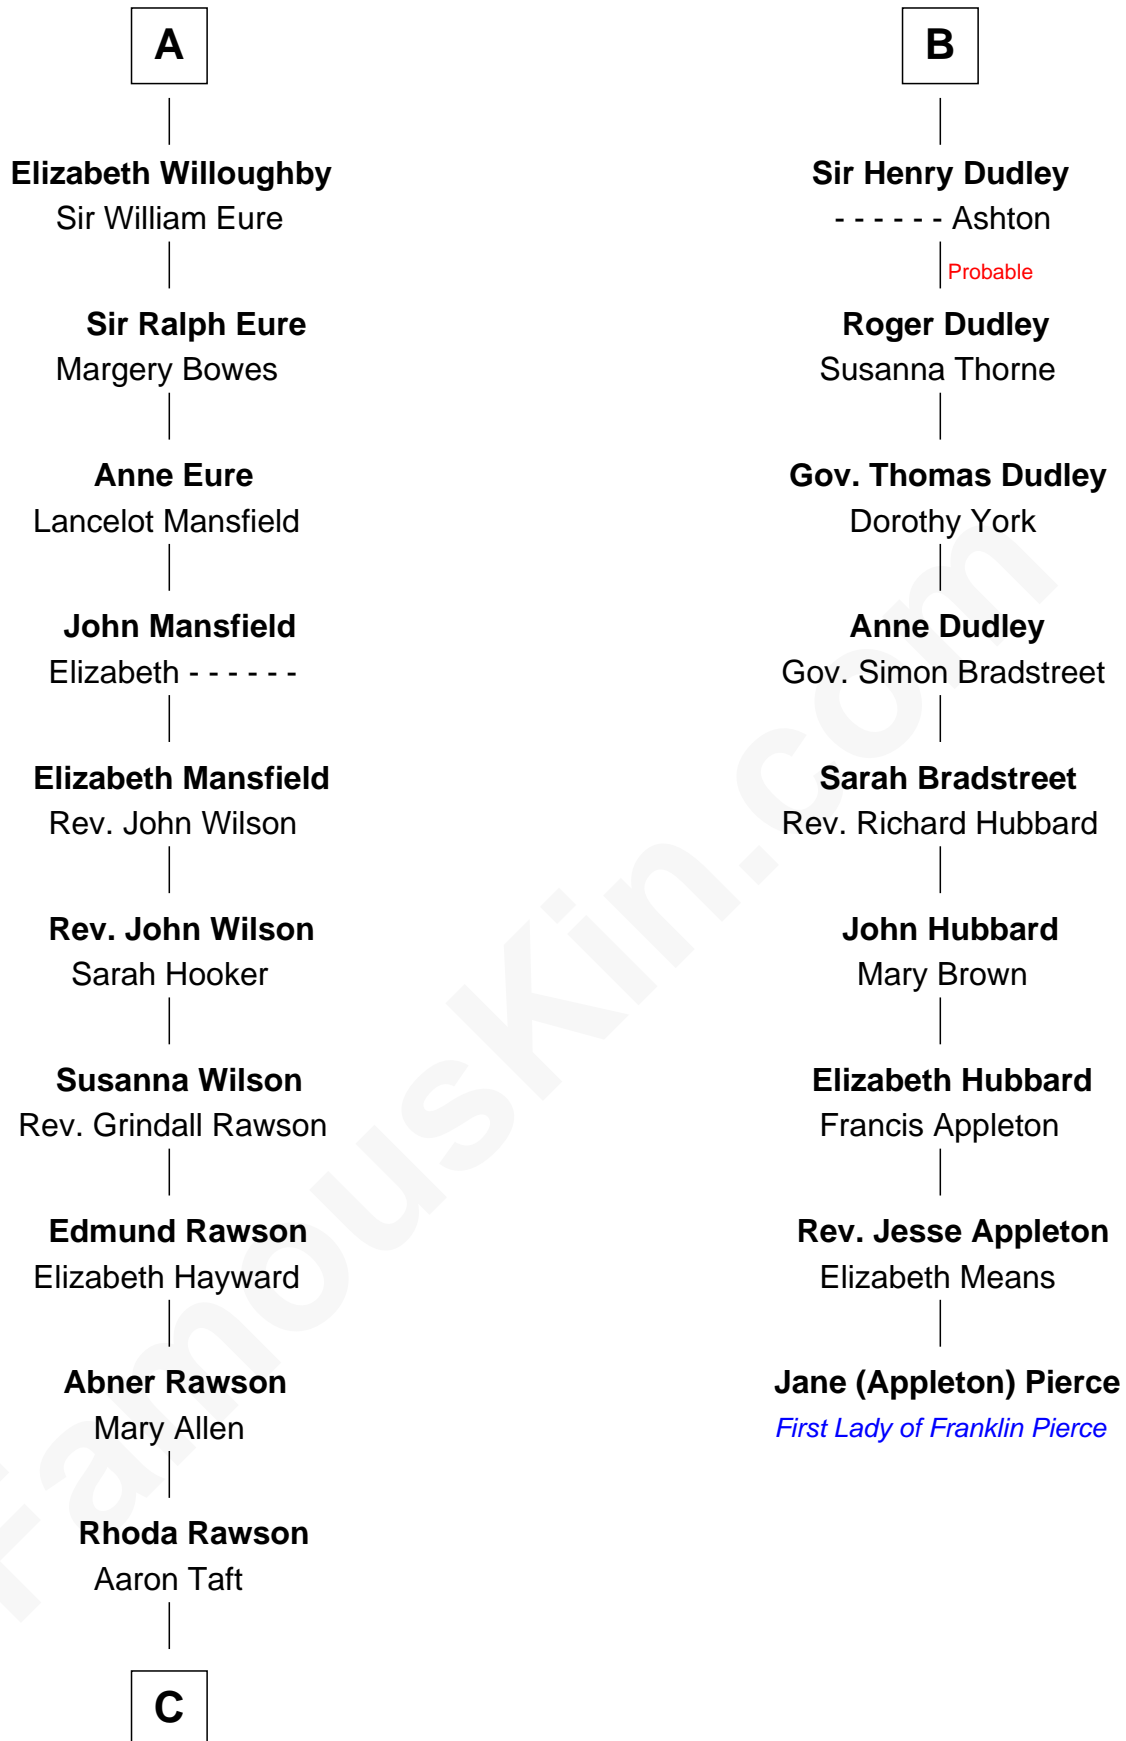 A
Elizabeth Willoughby
Sir William Eure
Sir Ralph Eure
Margery Bowes
Anne Eure
Lancelot Mansfield
John Mansfield
Elizabeth - - - - - -
Elizabeth Mansfield
Rev. John Wilson
Rev. John Wilson
Sarah Hooker
Susanna Wilson
Rev. Grindall Rawson
Edmund Rawson
Elizabeth Hayward
Abner Rawson
Mary Allen
Rhoda Rawson
Aaron Taft
C
B
Sir Henry Dudley
- - - - - - Ashton
Probable
Roger Dudley
Susanna Thorne
Gov. Thomas Dudley
Dorothy York
Anne Dudley
Gov. Simon Bradstreet
Sarah Bradstreet
Rev. Richard Hubbard
John Hubbard
Mary Brown
Elizabeth Hubbard
Francis Appleton
Rev. Jesse Appleton
Elizabeth Means
Jane (Appleton) Pierce
First Lady of Franklin Pierce
FamousKin.com